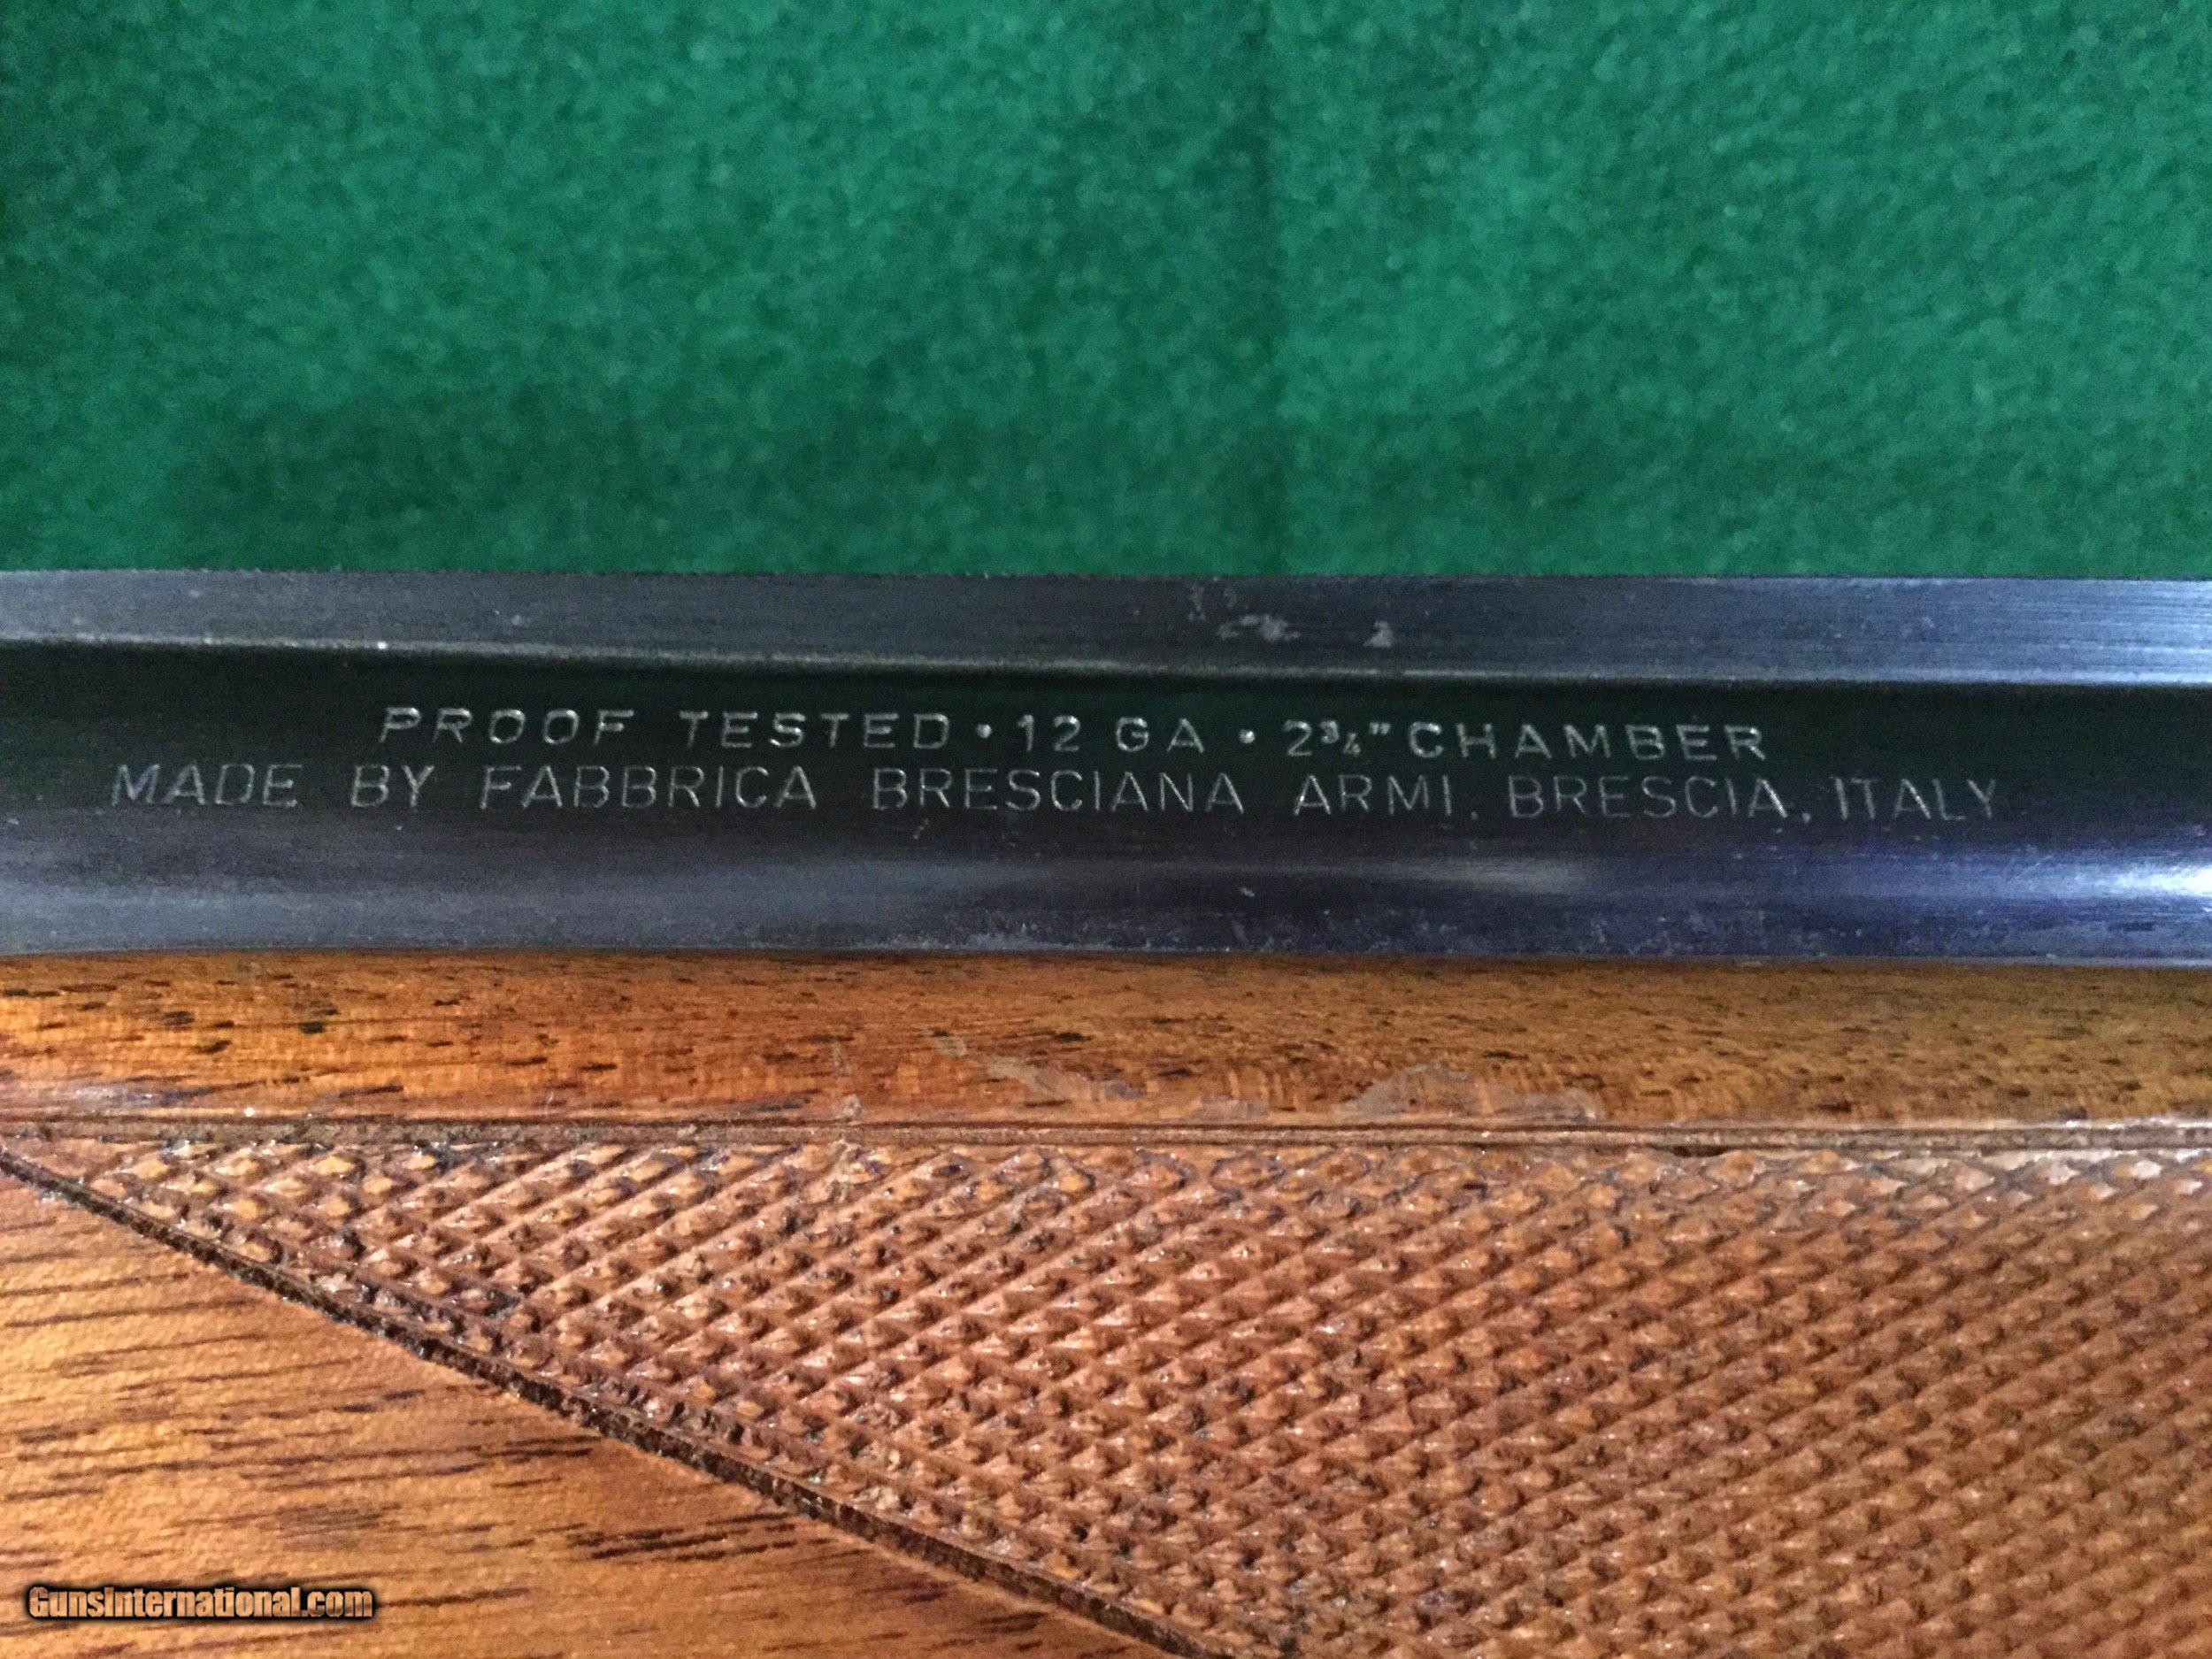 PROOF TESTED · 12 GA · 2¾" CHAMBER
MADE BY FABBRICA BRESCIANA ARMI. BRESCIA, ITALY
GunsInternational.com